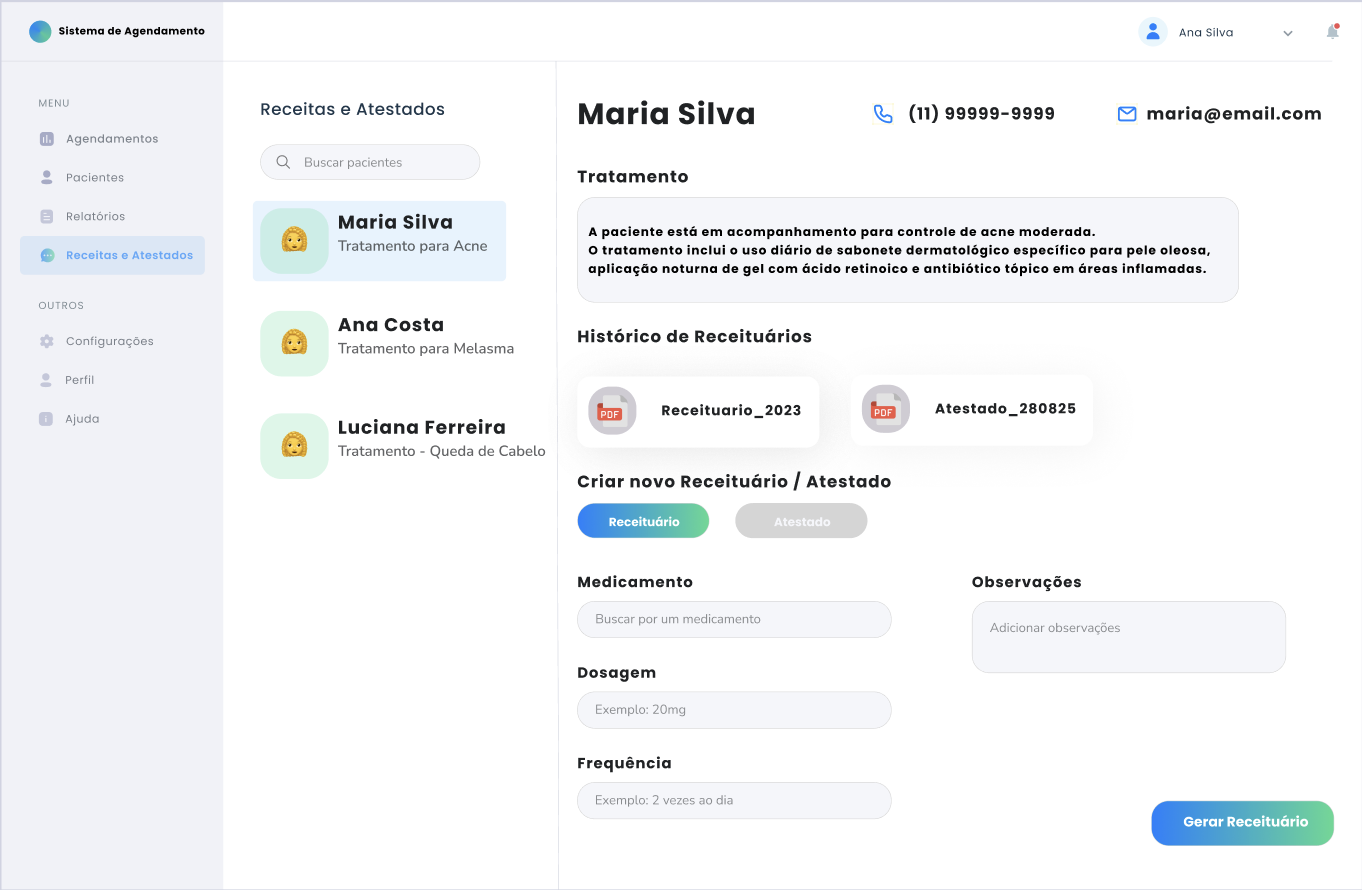 Sistema de Agendamento
Ana Silva
MENU
Agendamentos
Pacientes
Relatórios
Receitas e Atestados
OUTROS
Configurações
Perfil
Ajuda
Receitas e Atestados
Buscar pacientes
Maria Silva
Tratamento para Acne
Ana Costa
Tratamento para Melasma
Luciana Ferreira
Tratamento - Queda de Cabelo
Maria Silva
(11) 99999-9999
maria@email.com
Tratamento
A paciente está em acompanhamento para controle de acne moderada.
O tratamento inclui o uso diário de sabonete dermatológico específico para pele oleosa,
aplicação noturna de gel com ácido retinoico e antibiótico tópico em áreas inflamadas.
Histórico de Receituários
PDF
Receituario_2023
PDF
Atestado_280825
Criar novo Receituário / Atestado
Receituário
Atestado
Medicamento
Buscar por um medicamento
Dosagem
Exemplo: 20mg
Frequência
Exemplo: 2 vezes ao dia
Observações
Adicionar observações
Gerar Receituário